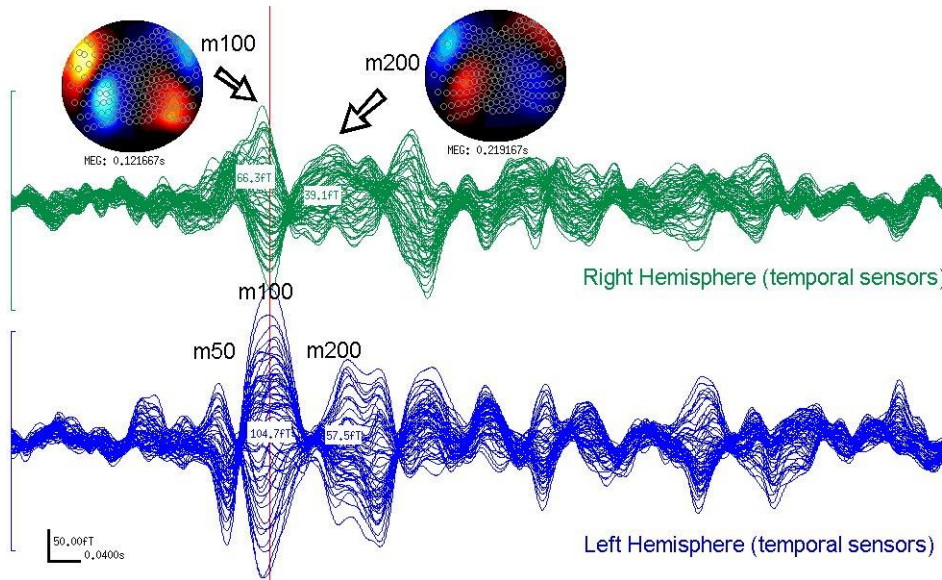 m100
m200
MEG: 0.121667s
MEG: 0.219167s
66.3fT
39.1fT
Right Hemisphere (temporal sensors)
m100
m50
m200
104.7fT
57.5fT
50.00fT
0.0400s
Left Hemisphere (temporal sensors)